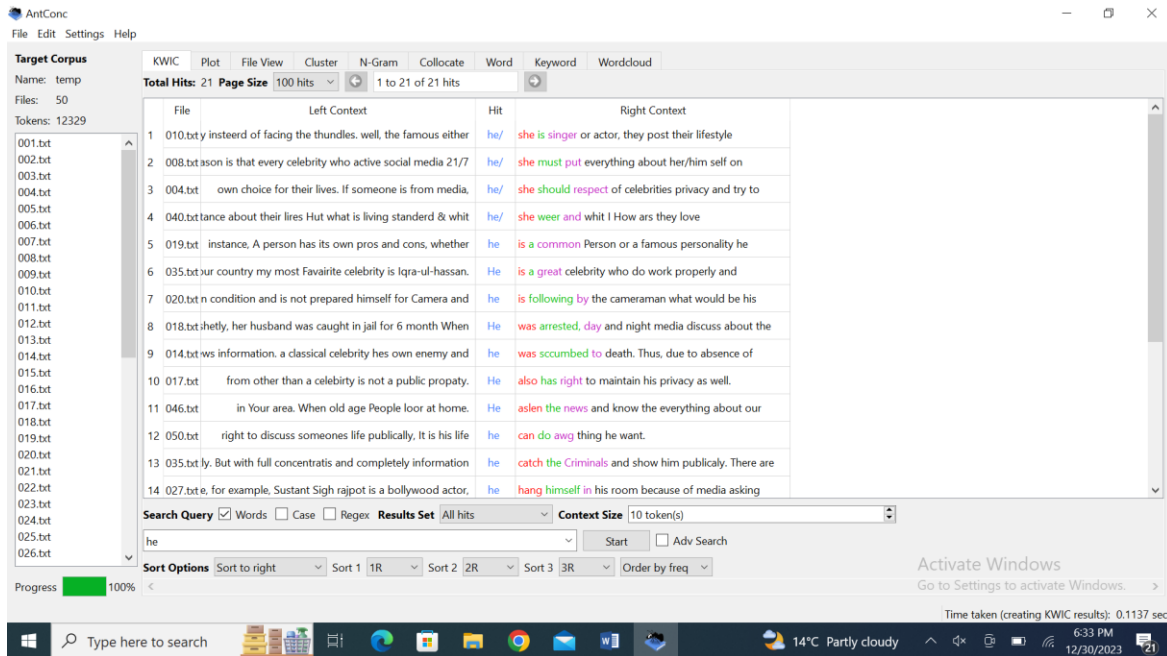 AntConc
File Edit Settings Help
Target Corpus
Name: temp
Files: 50
Tokens: 12329
001.txt
002.txt
003.txt
004.txt
005.txt
006.txt
007.txt
008.txt
009.txt
010.txt
011.txt
012.txt
013.txt
014.txt
015.txt
016.txt
017.txt
018.txt
019.txt
020.txt
021.txt
022.txt
023.txt
024.txt
025.txt
026.txt
Progress 100%
KWIC Plot File View Cluster N-Gram Collocate Word Keyword Wordcloud
Total Hits: 21 Page Size 100 hits 1 to 21 of 21 hits
File Left Context Hit Right Context
1 010.txt y insteerd of facing the thundles. well, the famous either he/ she is singer or actor, they post their lifestyle
2 008.txt ason is that every celebrity who active social media 21/7 he/ she must put everything about her/him self on
3 004.txt own choice for their lives. If someone is from media, he/ she should respect of celebrities privacy and try to
4 040.txt tance about their lires Hut what is living standerd & whit he/ she weer and whit I How ars they love
5 019.txt instance, A person has its own pros and cons, whether he is a common Person or a famous personality he
6 035.txt our country my most Favairite celebrity is Iqra-ul-hassan. He is a great celebrity who do work properly and
7 020.txt n condition and is not prepared himself for Camera and he is following by the cameraman what would be his
8 018.txt shetly, her husband was caught in jail for 6 month When He was arrested, day and night media discuss about the
9 014.txt ws information. a classical celebrity hes own enemy and he was sccumbed to death. Thus, due to absence of
10 017.txt from other than a celebirty is not a public propaty. He also has right to maintain his privacy as well.
11 046.txt in Your area. When old age People loor at home. He aslen the news and know the everything about our
12 050.txt right to discuss someones life publically, It is his life he can do awg thing he want.
13 035.txt ly. But with full concentratis and completely information he catch the Criminals and show him publicaly. There are
14 027.txt e, for example, Sustant Sigh rajpot is a bollywood actor, he hang himself in his room because of media asking
Search Query Words Case Regex Results Set All hits Context Size 10 token(s)
he Start Adv Search
Sort Options Sort to right Sort 1 1R Sort 2 2R Sort 3 3R Order by freq
Activate Windows
Go to Settings to activate Windows.
Time taken (creating KWIC results): 0.1137 sec
Type here to search
14°C Partly cloudy
6:33 PM
12/30/2023
21